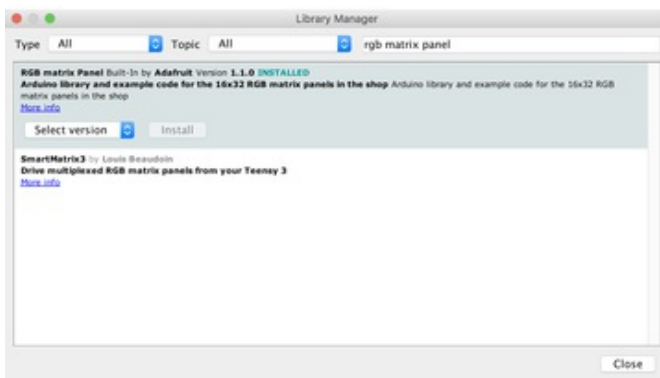 Library Manager
Type All Topic All rgb matrix panel
RGB matrix Panel Built-In by Adafruit Version 1.1.0 INSTALLED
Arduino library and example code for the 16x32 RGB matrix panels in the shop Arduino library and example code for the 16x32 RGB
matrix panels in the shop
More info
Select version Install
SmartMatrix3 by Louis Beaudoin
Drive multiplexed RGB matrix panels from your Teensy 3
More info
Close